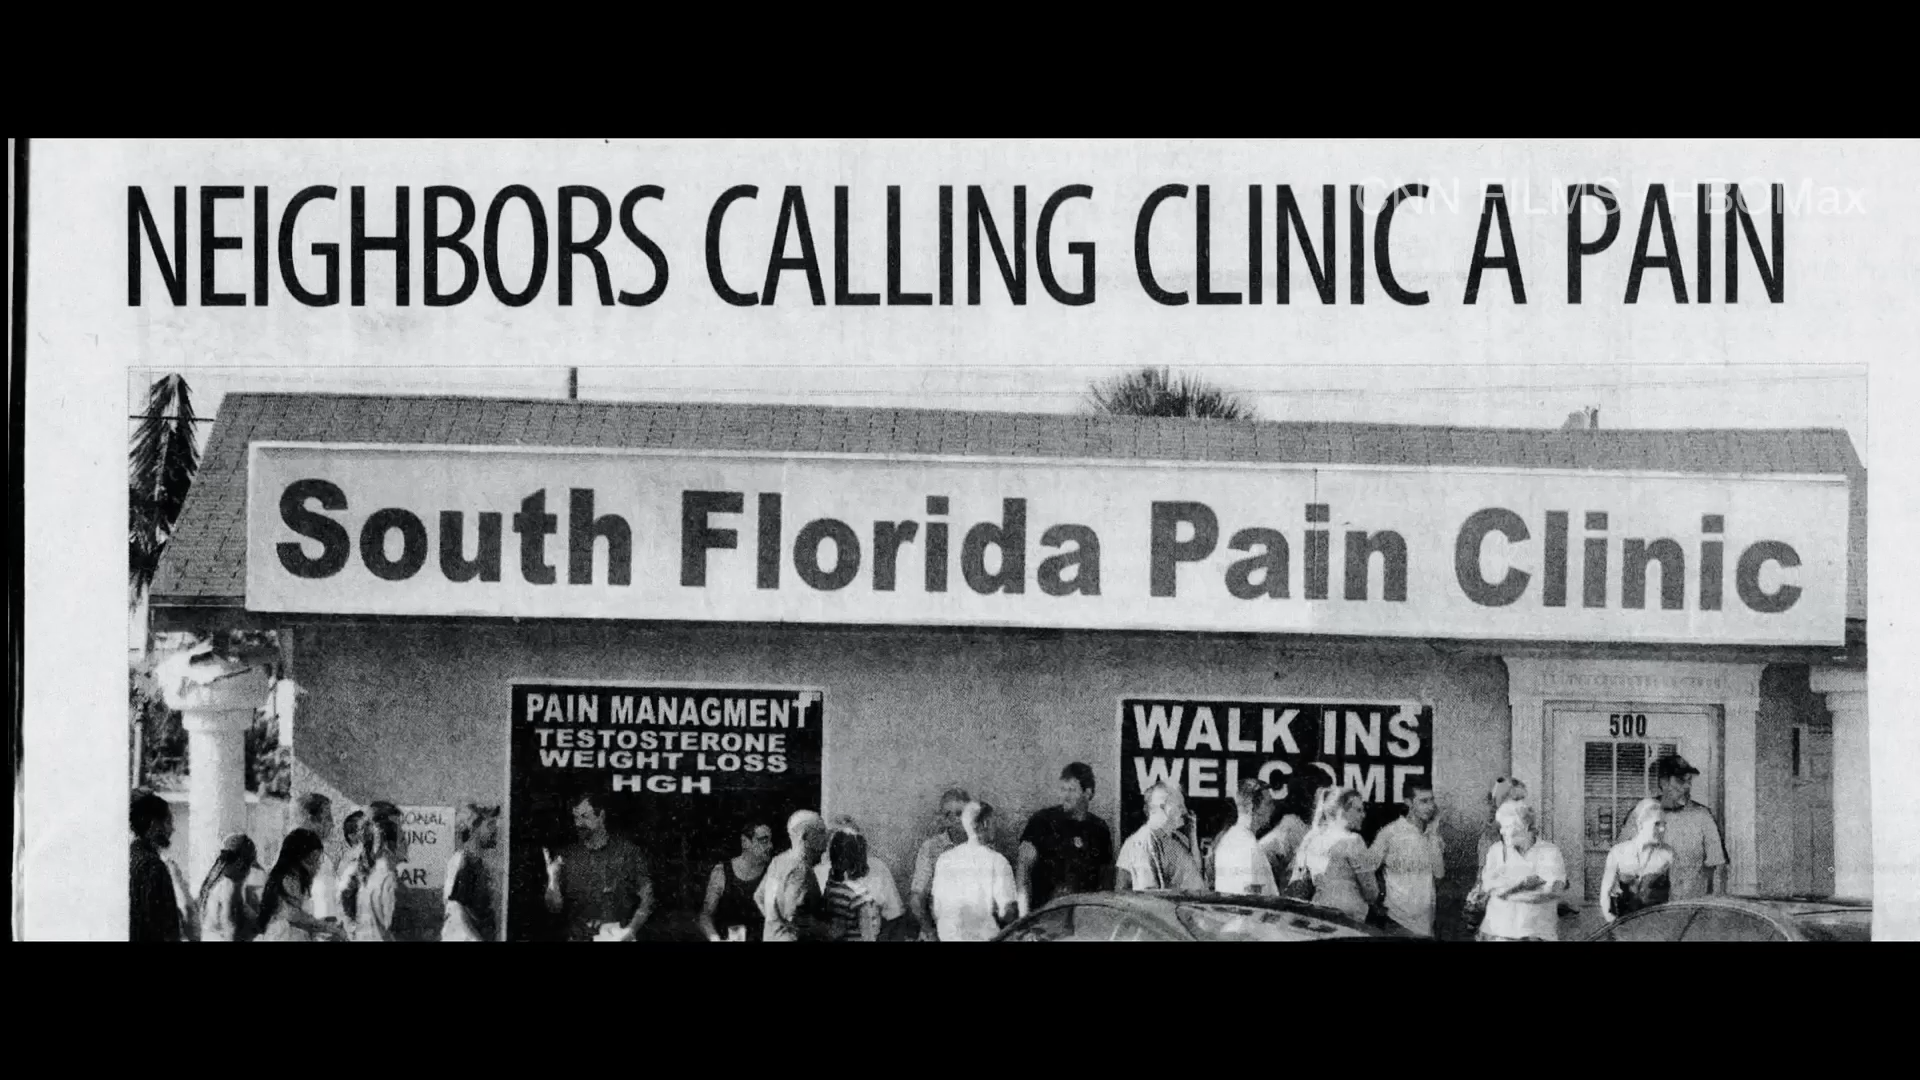 CNN FILMS HBOMax
NEIGHBORS CALLING CLINIC A PAIN
South Florida Pain Clinic
PAIN MANAGMENT
TESTOSTERONE
WEIGHT LOSS
HGH
WALK INS
WELCOME
500